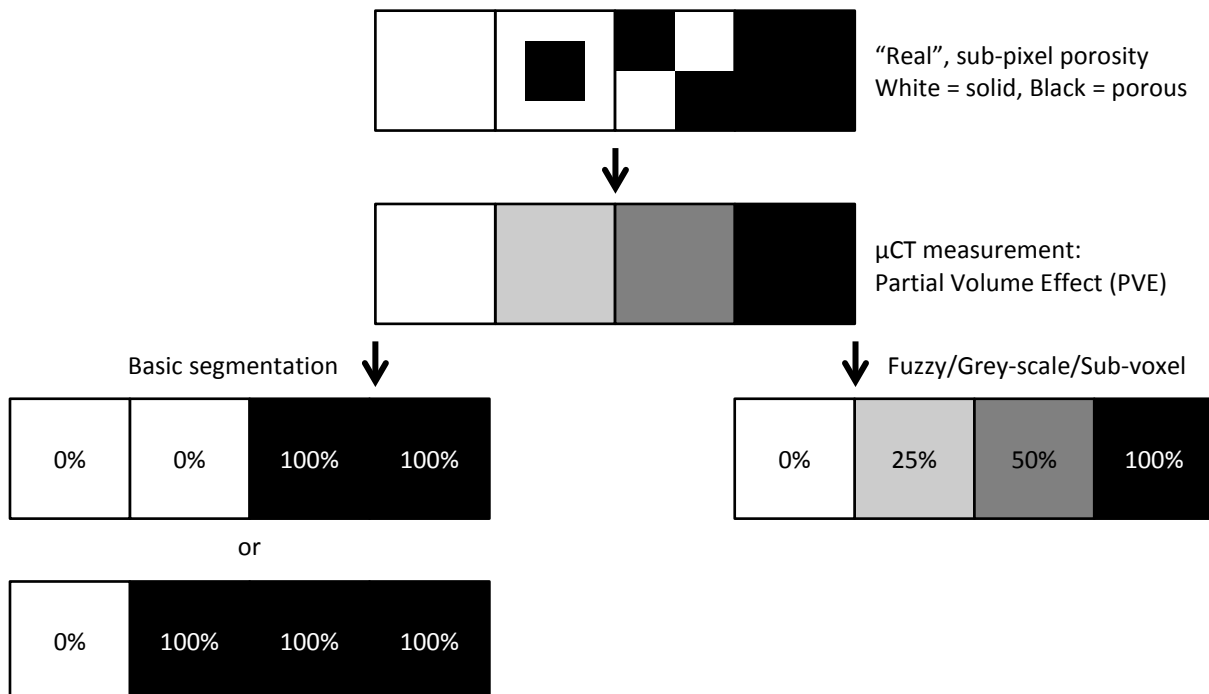 “Real”, sub-pixel porosity
White = solid, Black = porous
µCT measurement:
Partial Volume Effect (PVE)
Basic segmentation
Fuzzy/Grey-scale/Sub-voxel
0% 0% 100% 100%
0% 25% 50% 100%
or
0% 100% 100% 100%